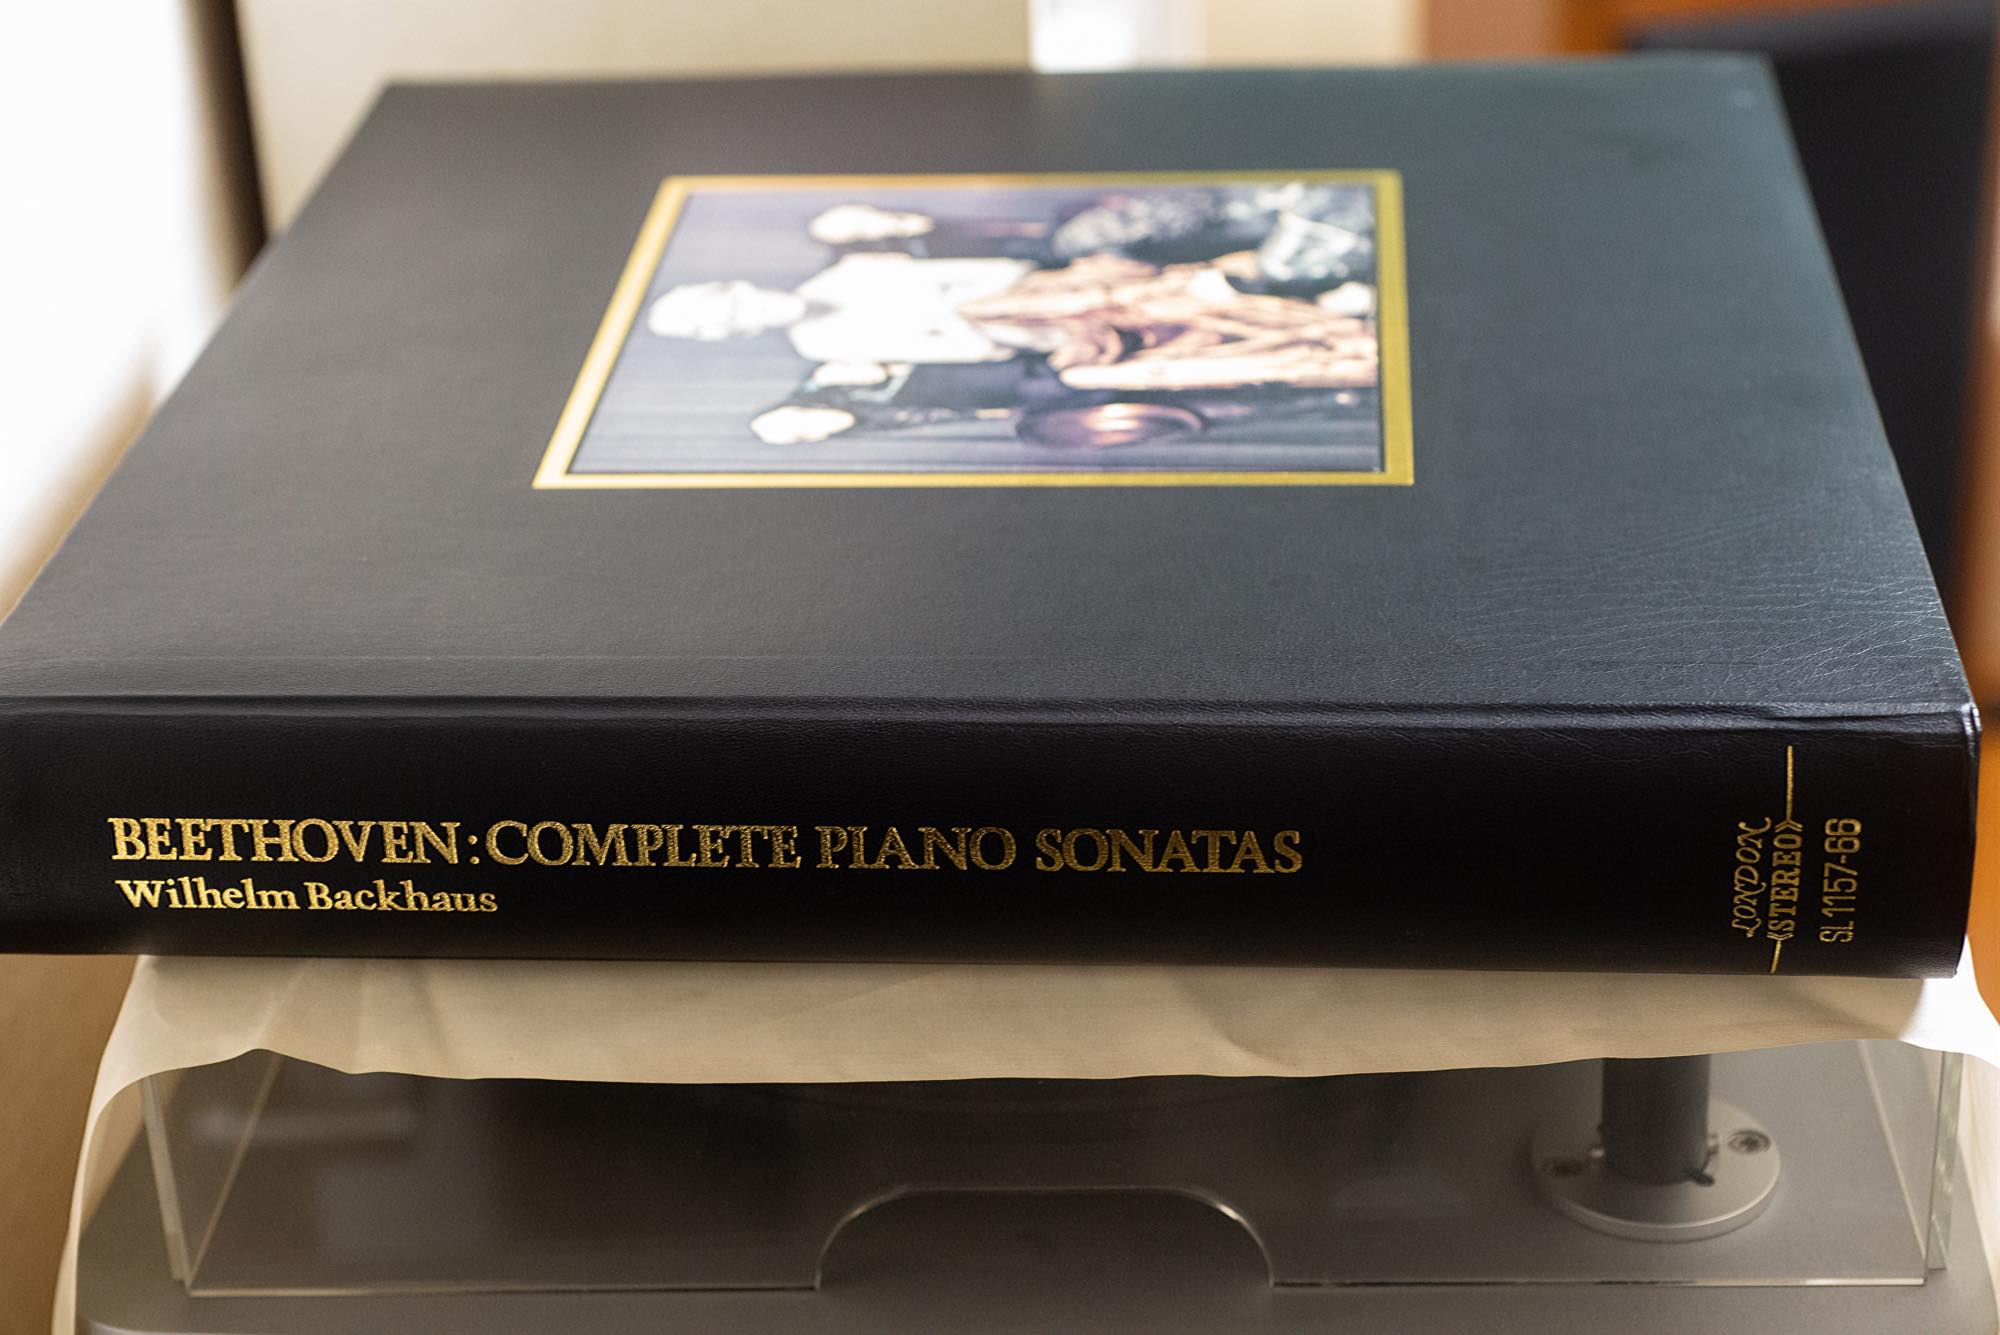 BEETHOVEN:COMPLETE PIANO SONATAS
Wilhelm Backhaus
LONDON
STEREO
SL 1157-66